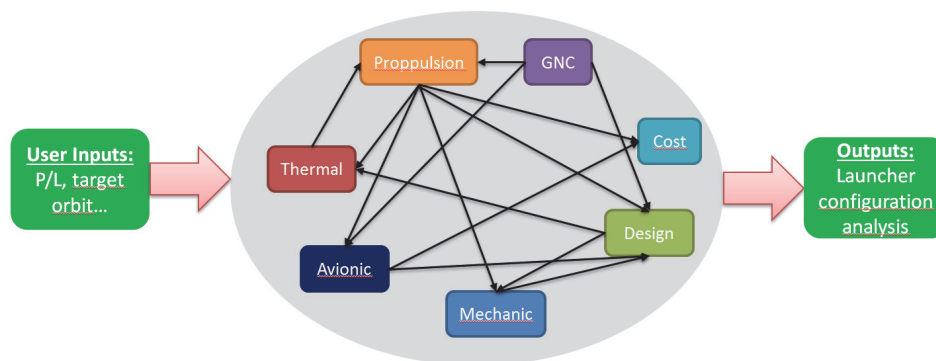 Proppulsion
GNC
User Inputs:
P/L, target
orbit...
Thermal
Cost
Outputs:
Launcher
configuration
analysis
Design
Avionic
Mechanic